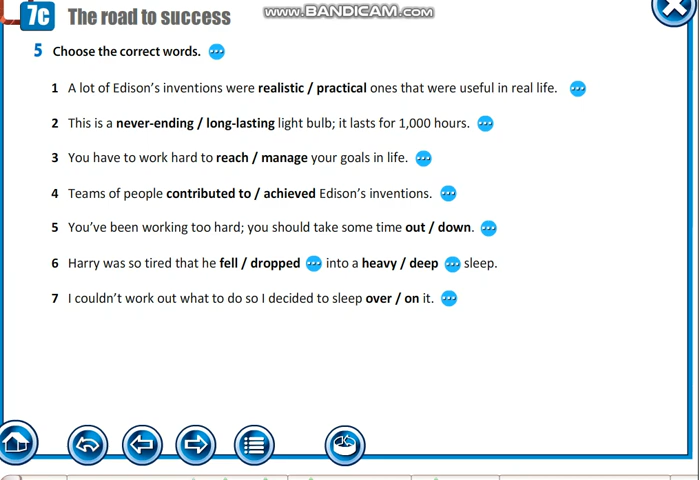 www.BANDICAM.com
7c The road to success
5 Choose the correct words.
1 A lot of Edison's inventions were realistic / practical ones that were useful in real life.
2 This is a never-ending / long-lasting light bulb; it lasts for 1,000 hours.
3 You have to work hard to reach / manage your goals in life.
4 Teams of people contributed to / achieved Edison's inventions.
5 You've been working too hard; you should take some time out / down.
6 Harry was so tired that he fell / dropped into a heavy / deep sleep.
7 I couldn't work out what to do so I decided to sleep over / on it.